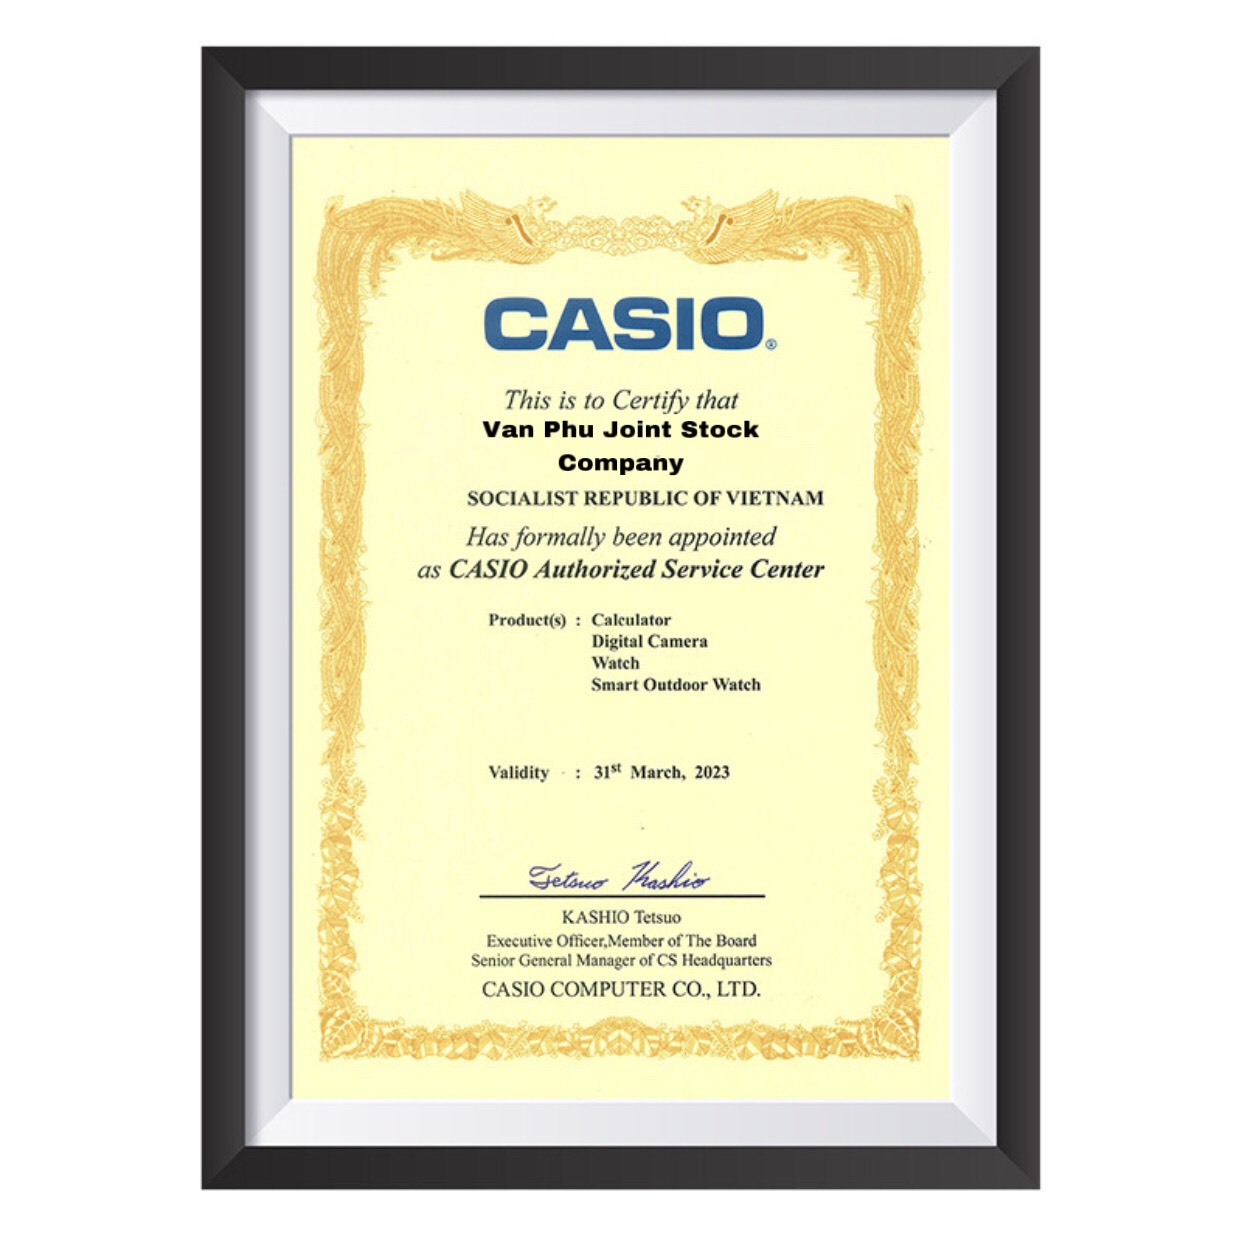 CASIO®
This is to Certify that
Van Phu Joint Stock
Company
SOCIALIST REPUBLIC OF VIETNAM
Has formally been appointed
as CASIO Authorized Service Center
Product(s) : Calculator
Digital Camera
Watch
Smart Outdoor Watch
Validity : 31st March, 2023
Tetsuo Kashio
KASHIO Tetsuo
Executive Officer,Member of The Board
Senior General Manager of CS Headquarters
CASIO COMPUTER CO., LTD.